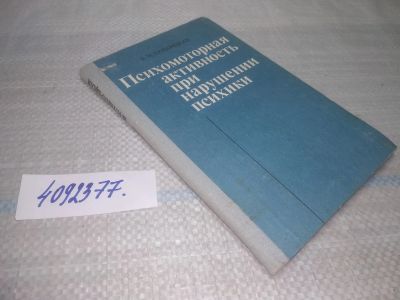 Психомоторная
активность
при
нарушении
психики
4092377.